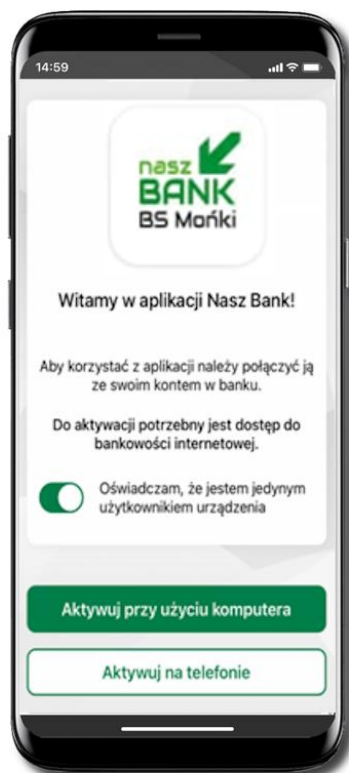 14:59
nasz
BANK
BS Mońki
Witamy w aplikacji Nasz Bank!
Aby korzystać z aplikacji należy połączyć ją
ze swoim kontem w banku.
Do aktywacji potrzebny jest dostęp do
bankowości internetowej.
Oświadczam, że jestem jedynym
użytkownikiem urządzenia
Aktywuj przy użyciu komputera
Aktywuj na telefonie